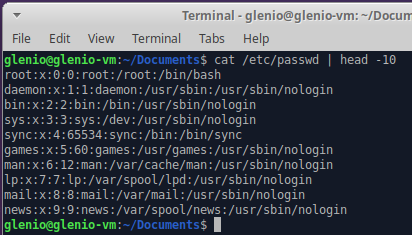 Terminal - glenio@glenio-vm:~/Docume
File Edit View Terminal Tabs Help
glenio@glenio-vm:~/Documents$ cat /etc/passwd | head -10
root:x:0:0:root:/root:/bin/bash
daemon:x:1:1:daemon:/usr/sbin:/usr/sbin/nologin
bin:x:2:2:bin:/bin:/usr/sbin/nologin
sys:x:3:3:sys:/dev:/usr/sbin/nologin
sync:x:4:65534:sync:/bin:/bin/sync
games:x:5:60:games:/usr/games:/usr/sbin/nologin
man:x:6:12:man:/var/cache/man:/usr/sbin/nologin
lp:x:7:7:lp:/var/spool/lpd:/usr/sbin/nologin
mail:x:8:8:mail:/var/mail:/usr/sbin/nologin
news:x:9:9:news:/var/spool/news:/usr/sbin/nologin
glenio@glenio-vm:~/Documents$